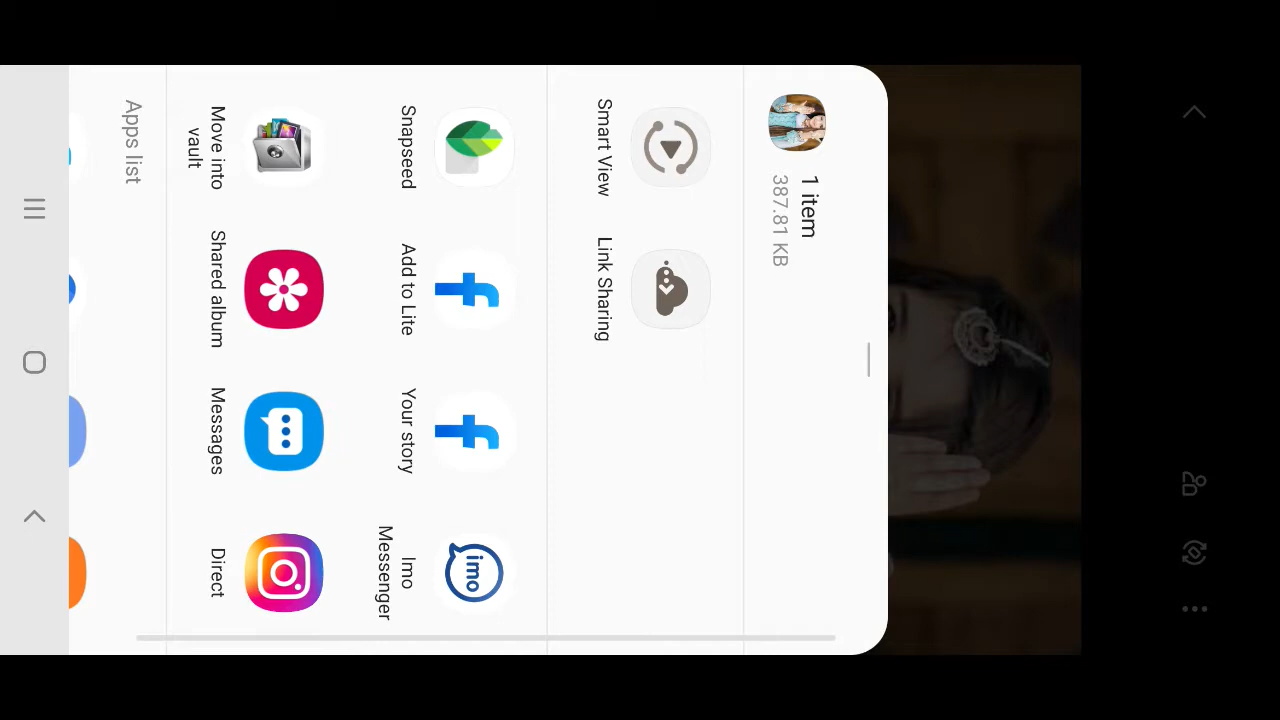 1 item
387.81 KB
Smart View
Link Sharing
Snapseed
Add to Lite
Your story
Imo
Messenger
imo
Move into
vault
Shared album
Messages
Direct
Apps list